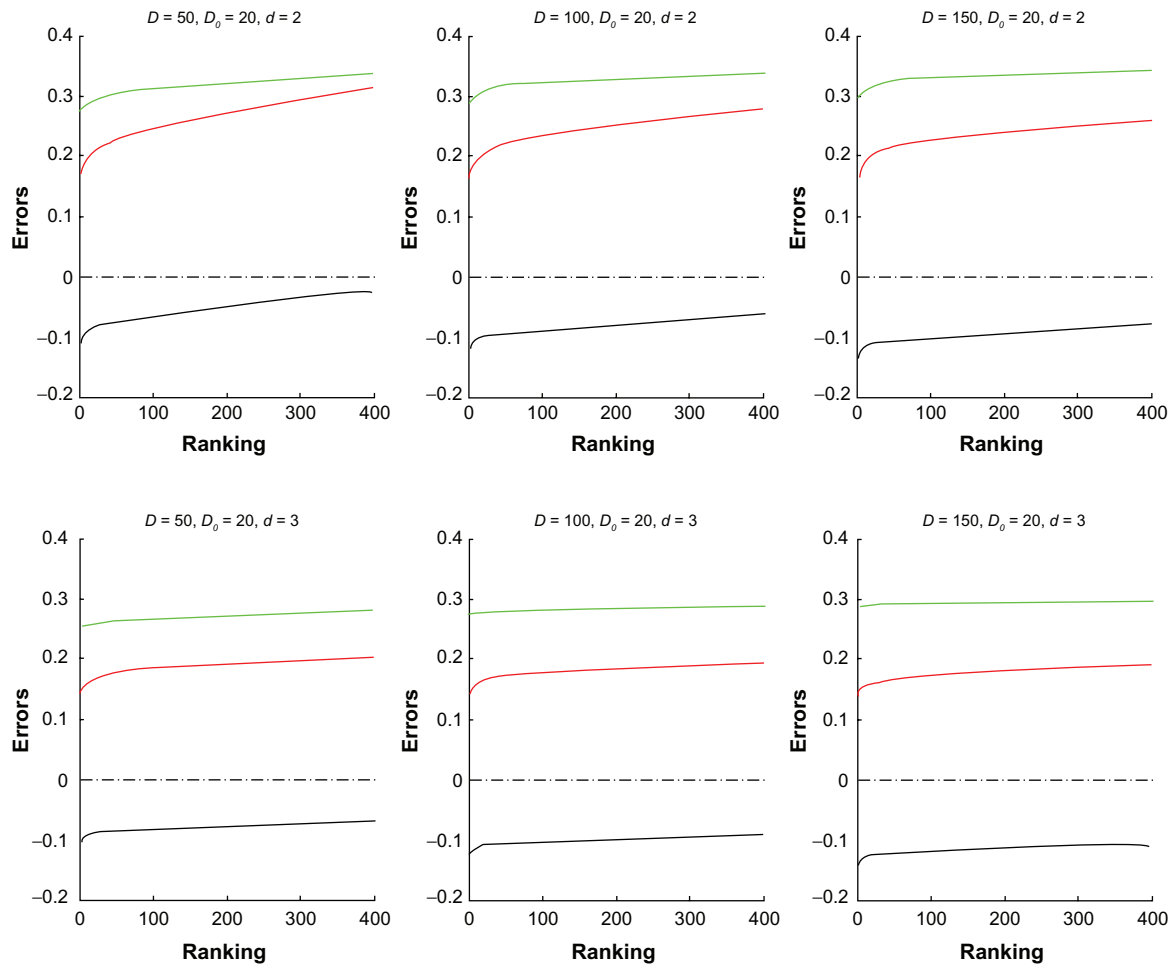 D = 50, D0 = 20, d = 2
0.4
0.3
0.2
0.1
0
–0.1
–0.2
Errors
0 100 200 300 400
Ranking
D = 100, D0 = 20, d = 2
0.4
0.3
0.2
0.1
0
–0.1
–0.2
Errors
0 100 200 300 400
Ranking
D = 150, D0 = 20, d = 2
0.4
0.3
0.2
0.1
0
–0.1
–0.2
Errors
0 100 200 300 400
Ranking
D = 50, D0 = 20, d = 3
0.4
0.3
0.2
0.1
0
–0.1
–0.2
Errors
0 100 200 300 400
Ranking
D = 100, D0 = 20, d = 3
0.4
0.3
0.2
0.1
0
–0.1
–0.2
Errors
0 100 200 300 400
Ranking
D = 150, D0 = 20, d = 3
0.4
0.3
0.2
0.1
0
–0.1
–0.2
Errors
0 100 200 300 400
Ranking